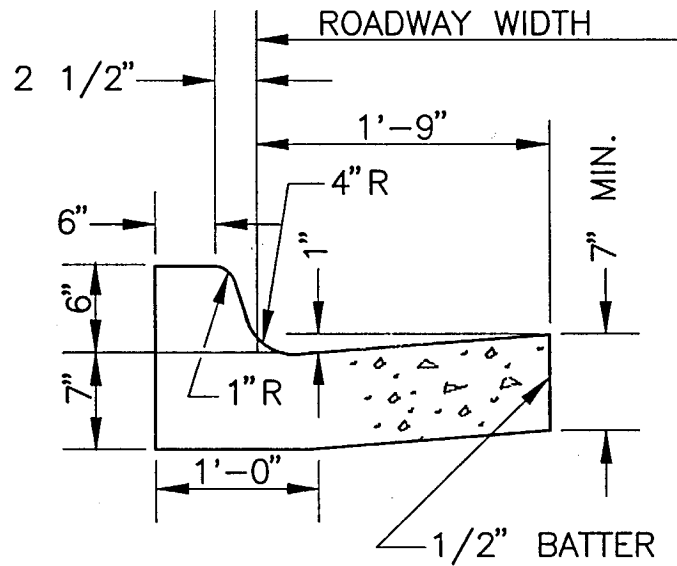 ROADWAY WIDTH
2 1/2”
1’-9”
4”R
7” MIN.
6”
1”
6”
7”
1”R
1’-0”
1/2” BATTER